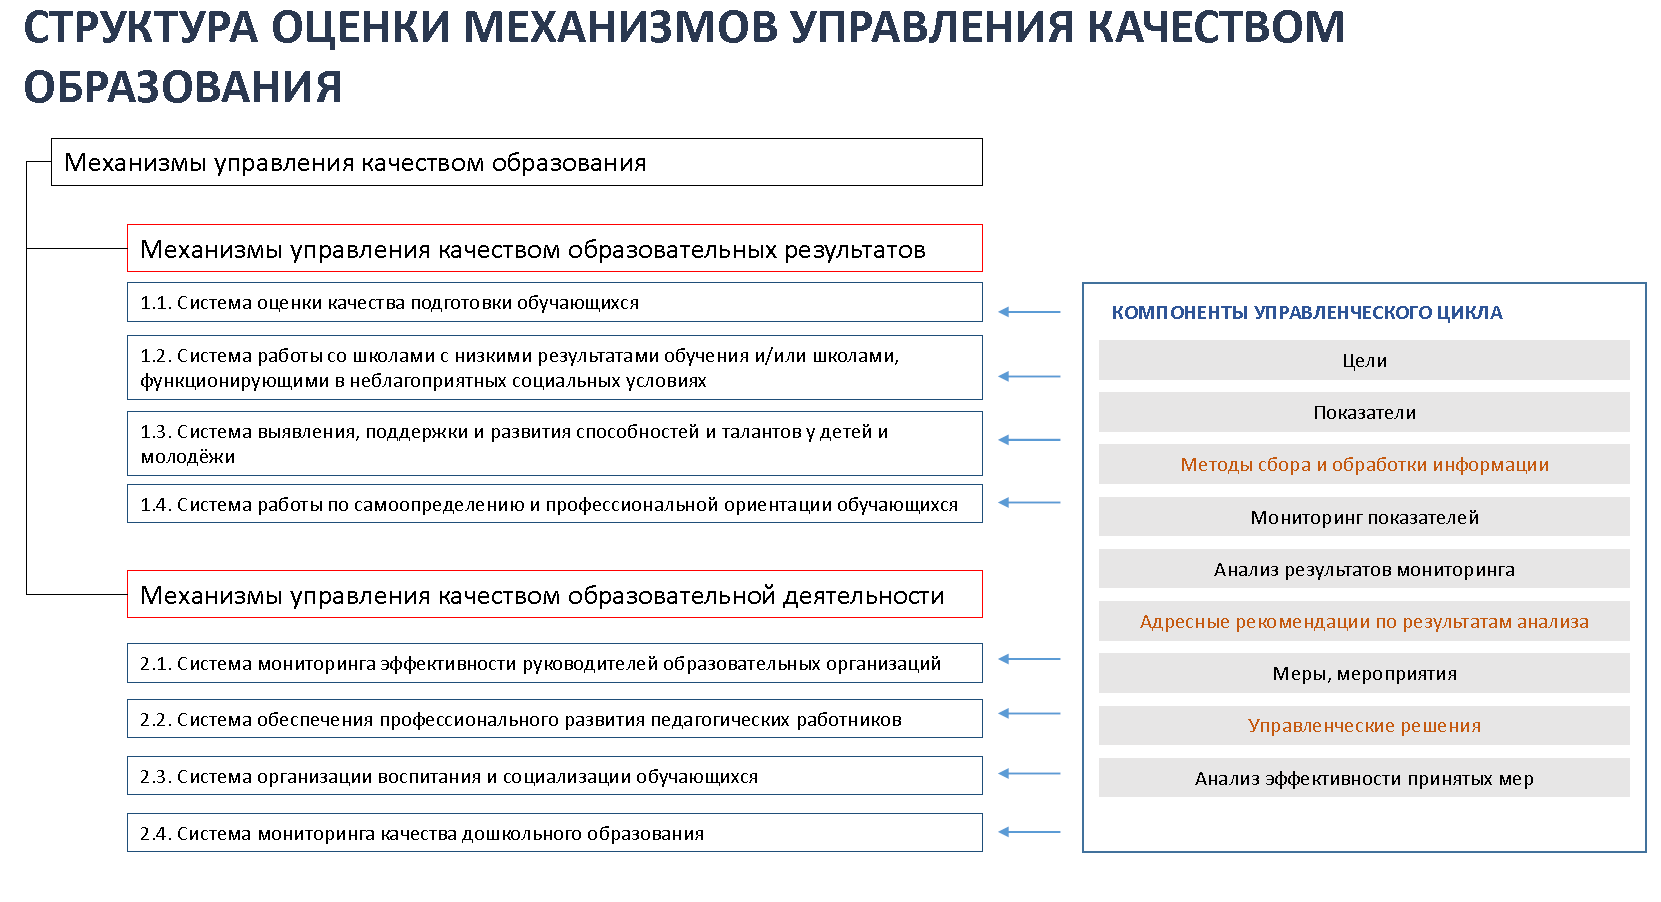 СТРУКТУРА ОЦЕНКИ МЕХАНИЗМОВ УПРАВЛЕНИЯ КАЧЕСТВОМ
ОБРАЗОВАНИЯ
Механизмы управления качеством образования
Механизмы управления качеством образовательных результатов
1.1. Система оценки качества подготовки обучающихся
1.2. Система работы со школами с низкими результатами обучения и/или школами,
функционирующими в неблагоприятных социальных условиях
1.3. Система выявления, поддержки и развития способностей и талантов у детей и
молодёжи
1.4. Система работы по самоопределению и профессиональной ориентации обучающихся
Механизмы управления качеством образовательной деятельности
2.1. Система мониторинга эффективности руководителей образовательных организаций
2.2. Система обеспечения профессионального развития педагогических работников
2.3. Система организации воспитания и социализации обучающихся
2.4. Система мониторинга качества дошкольного образования
КОМПОНЕНТЫ УПРАВЛЕНЧЕСКОГО ЦИКЛА
Цели
Показатели
Методы сбора и обработки информации
Мониторинг показателей
Анализ результатов мониторинга
Адресные рекомендации по результатам анализа
Меры, мероприятия
Управленческие решения
Анализ эффективности принятых мер